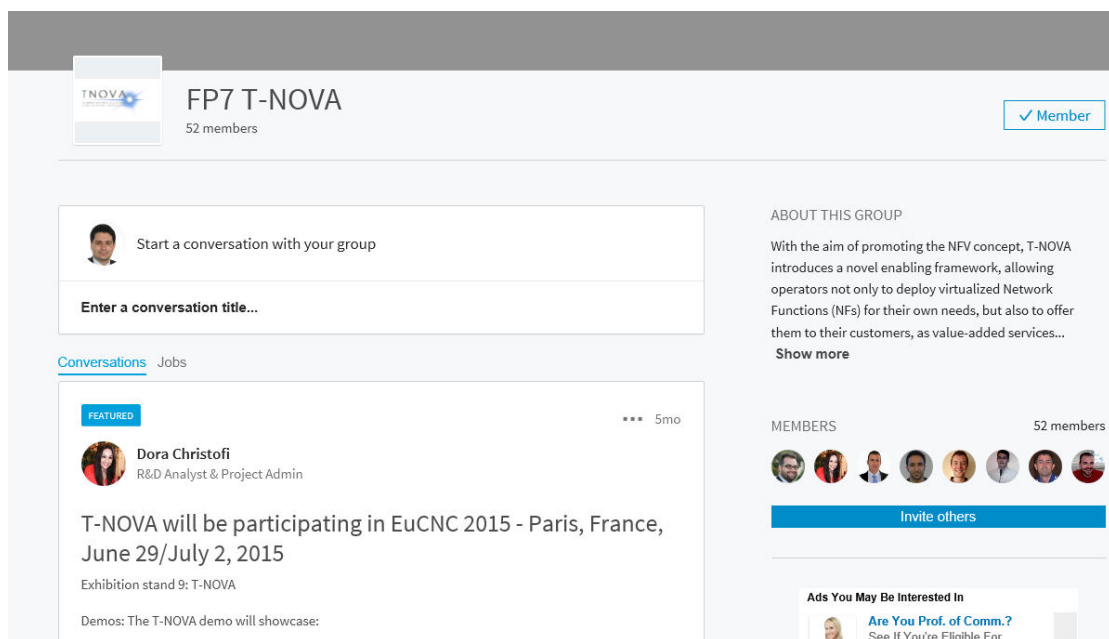 TNOVA
FP7 T-NOVA
52 members
✓ Member
Start a conversation with your group
Enter a conversation title...
Conversations Jobs
FEATURED
••• 5mo
Dora Christofi
R&D Analyst & Project Admin
T-NOVA will be participating in EuCNC 2015 - Paris, France,
June 29/July 2, 2015
Exhibition stand 9: T-NOVA
Demos: The T-NOVA demo will showcase:
ABOUT THIS GROUP
With the aim of promoting the NFV concept, T-NOVA
introduces a novel enabling framework, allowing
operators not only to deploy virtualized Network
Functions (NFs) for their own needs, but also to offer
them to their customers, as value-added services...
Show more
MEMBERS 52 members
Invite others
Ads You May Be Interested In
Are You Prof. of Comm.?
See If You're Eligible For